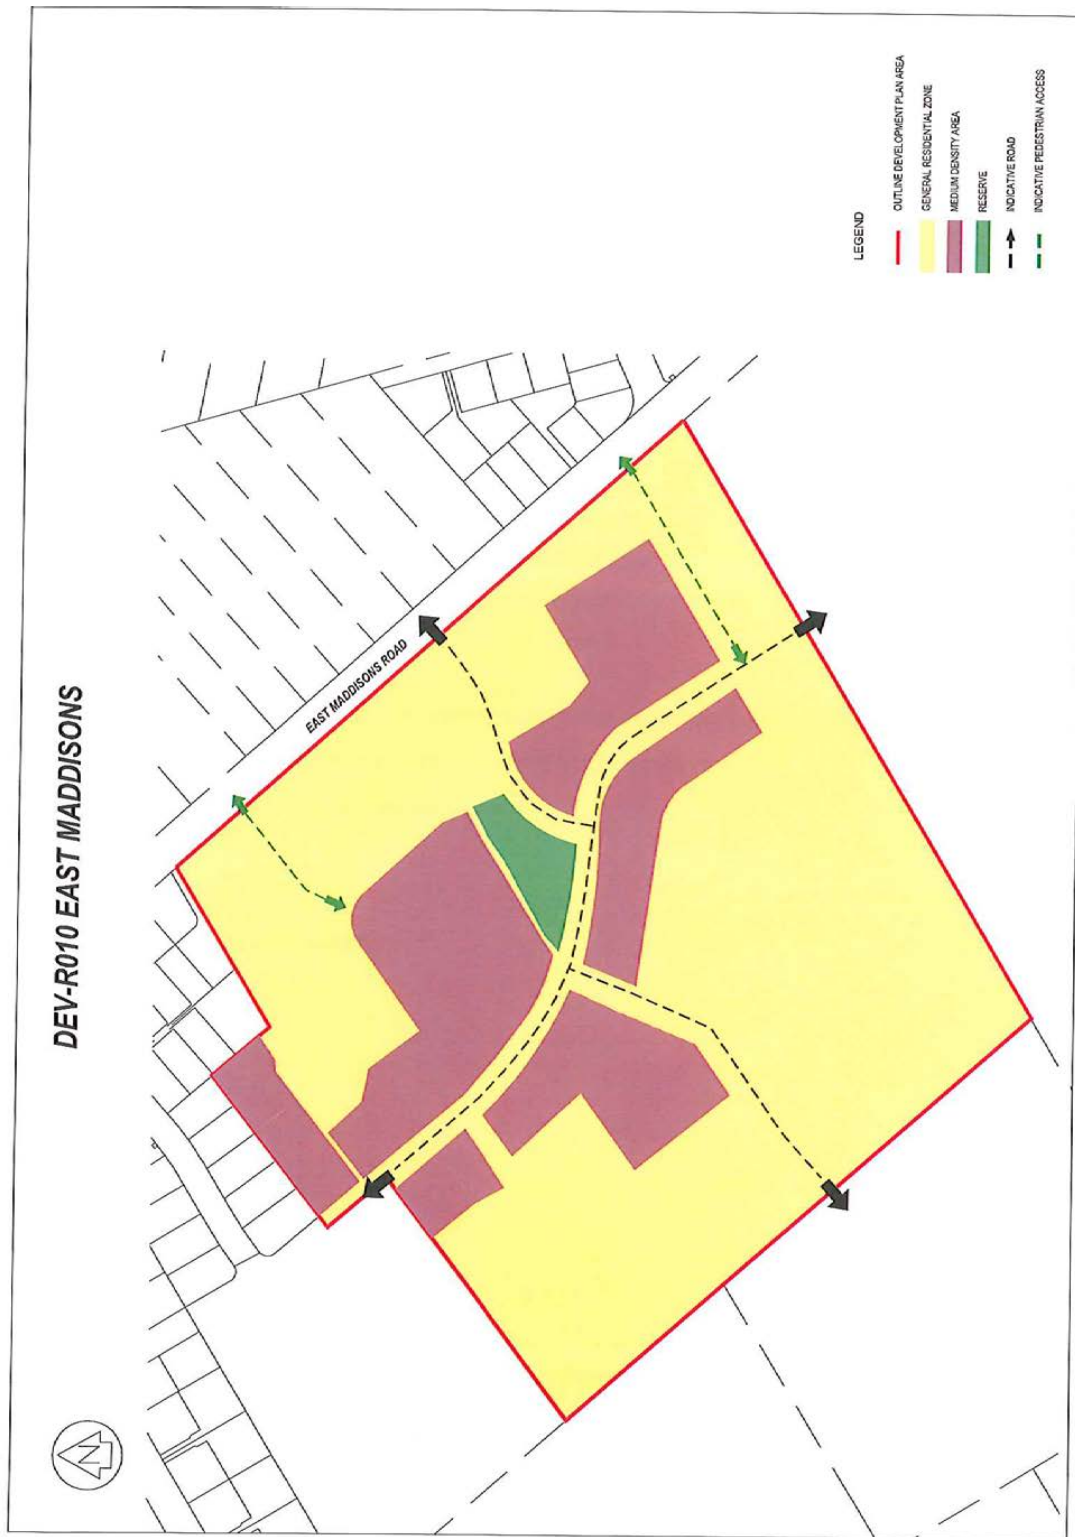 DEV-R010 EAST MADDISONS
N
EAST MADDISONS ROAD
LEGEND
OUTLINE DEVELOPMENT PLAN AREA
GENERAL RESIDENTIAL ZONE
MEDIUM DENSITY AREA
RESERVE
INDICATIVE ROAD
INDICATIVE PEDESTRIAN ACCESS